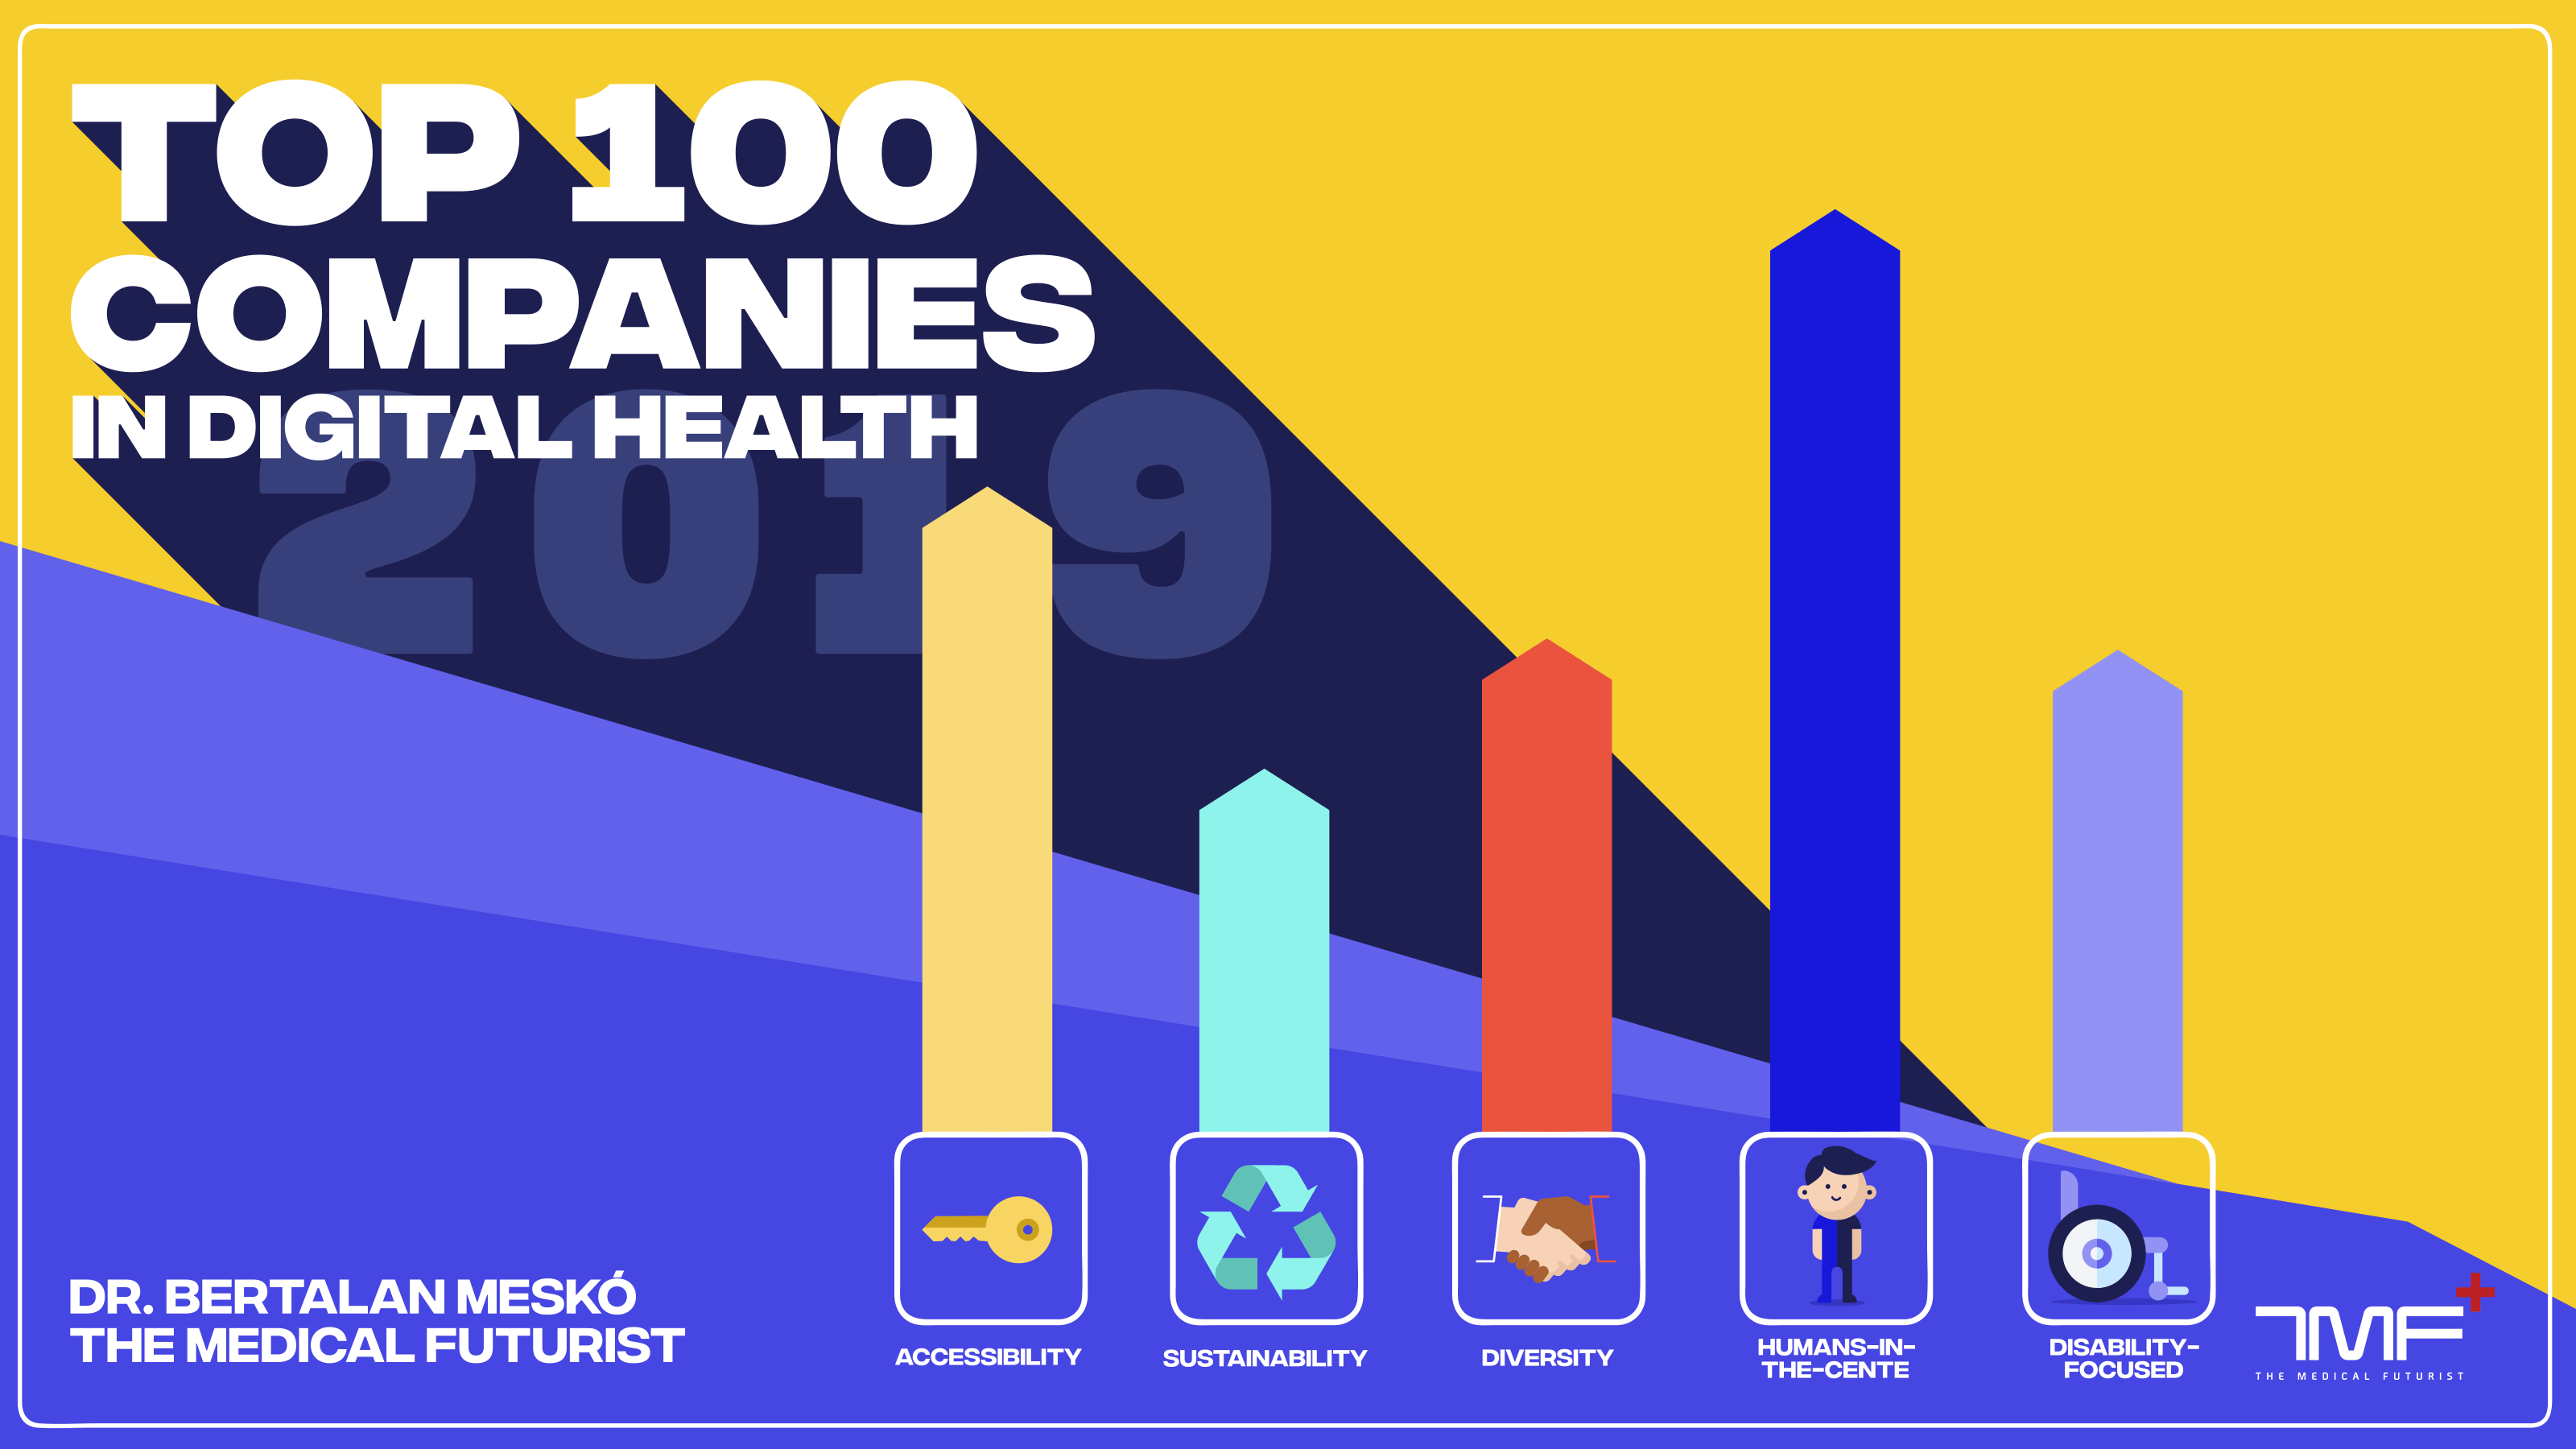 TOP 100
COMPANIES
IN DIGITAL HEALTH
2019
ACCESSIBILITY
SUSTAINABILITY
DIVERSITY
HUMANS-IN-
THE-CENTE
DISABILITY-
FOCUSED
DR. BERTALAN MESKÓ
THE MEDICAL FUTURIST
TMF
THE MEDICAL FUTURIST